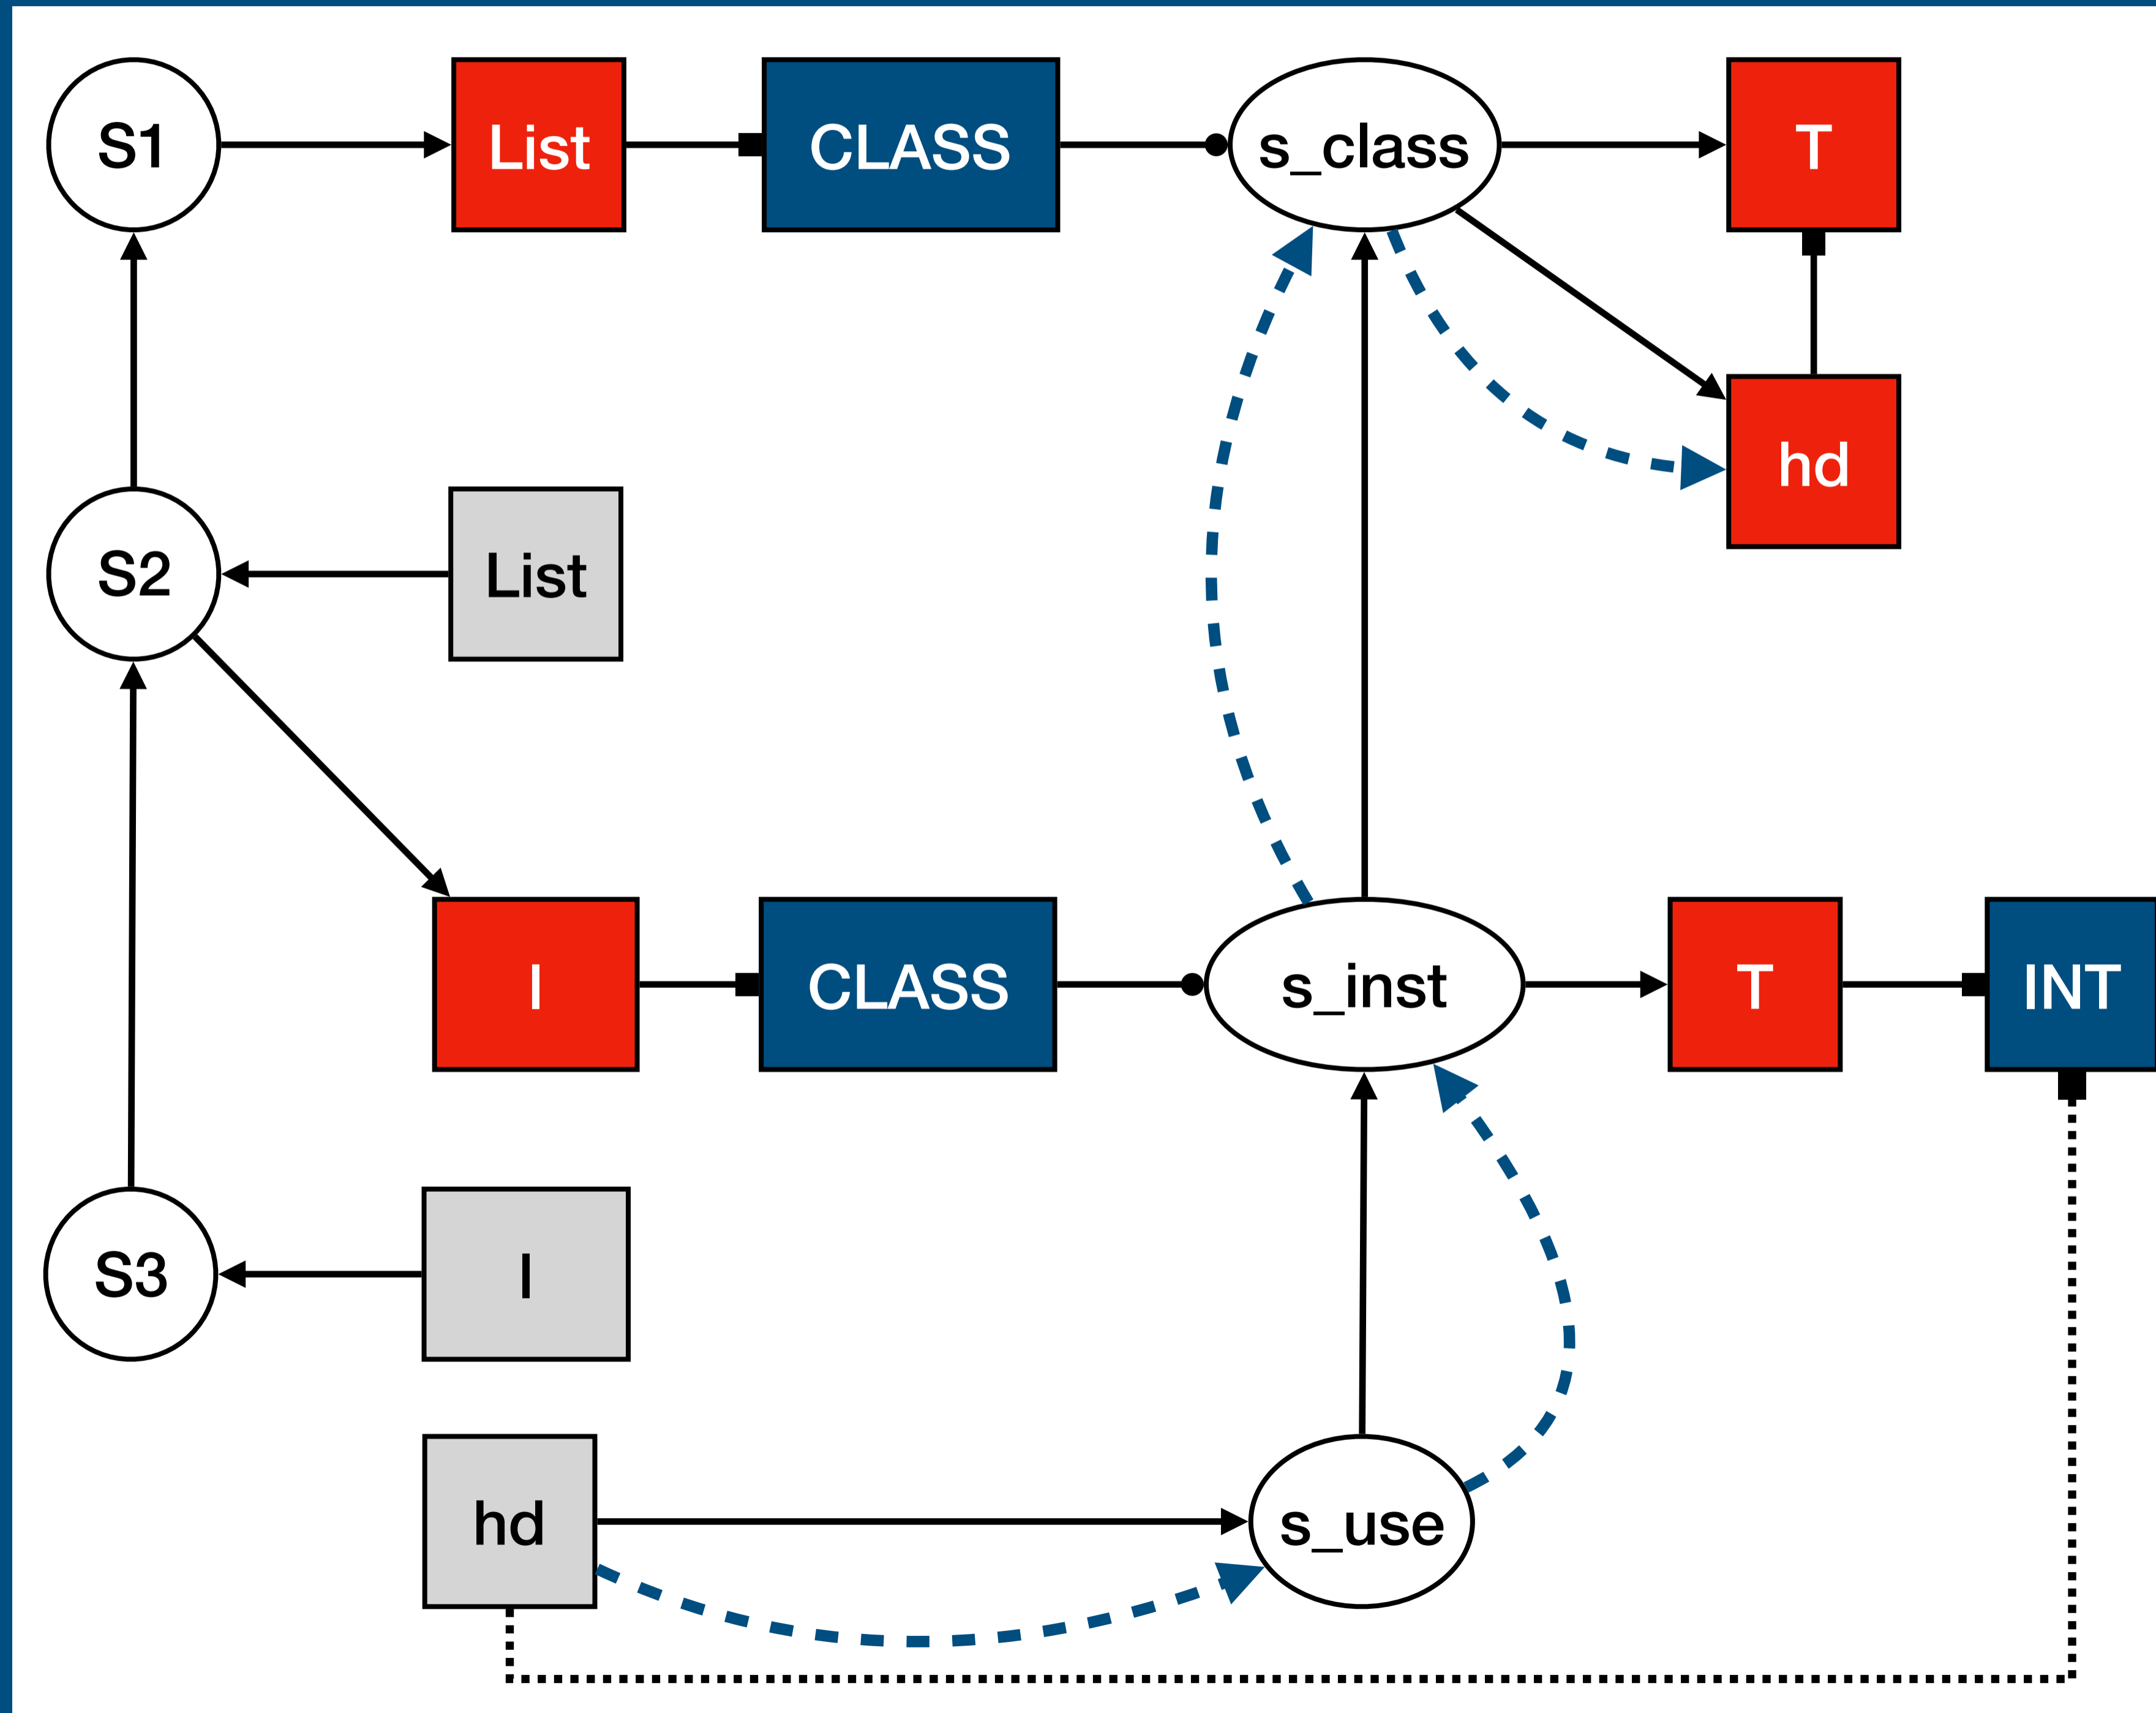 S1
List
CLASS
s_class
T
hd
S2
List
I
CLASS
s_inst
T
INT
S3
I
hd
s_use